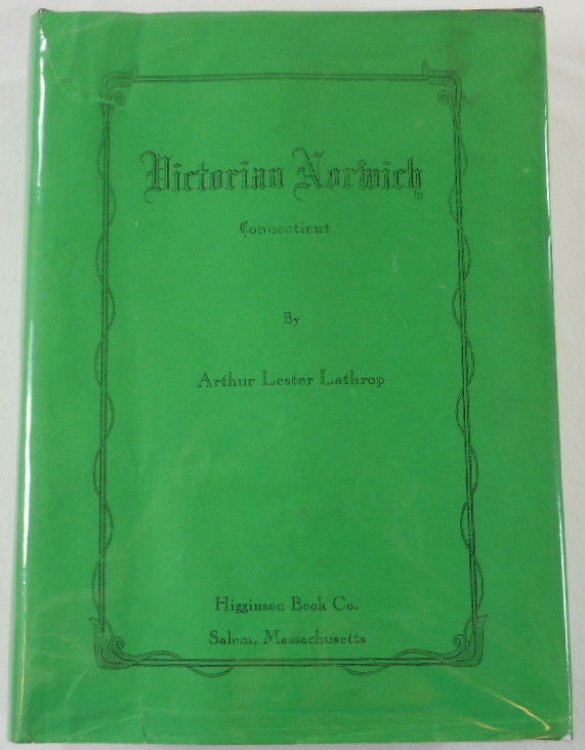 Victorian Norwich
Connecticut
By
Arthur Lester Lathrop
Higginson Book Co.
Salem, Massachusetts